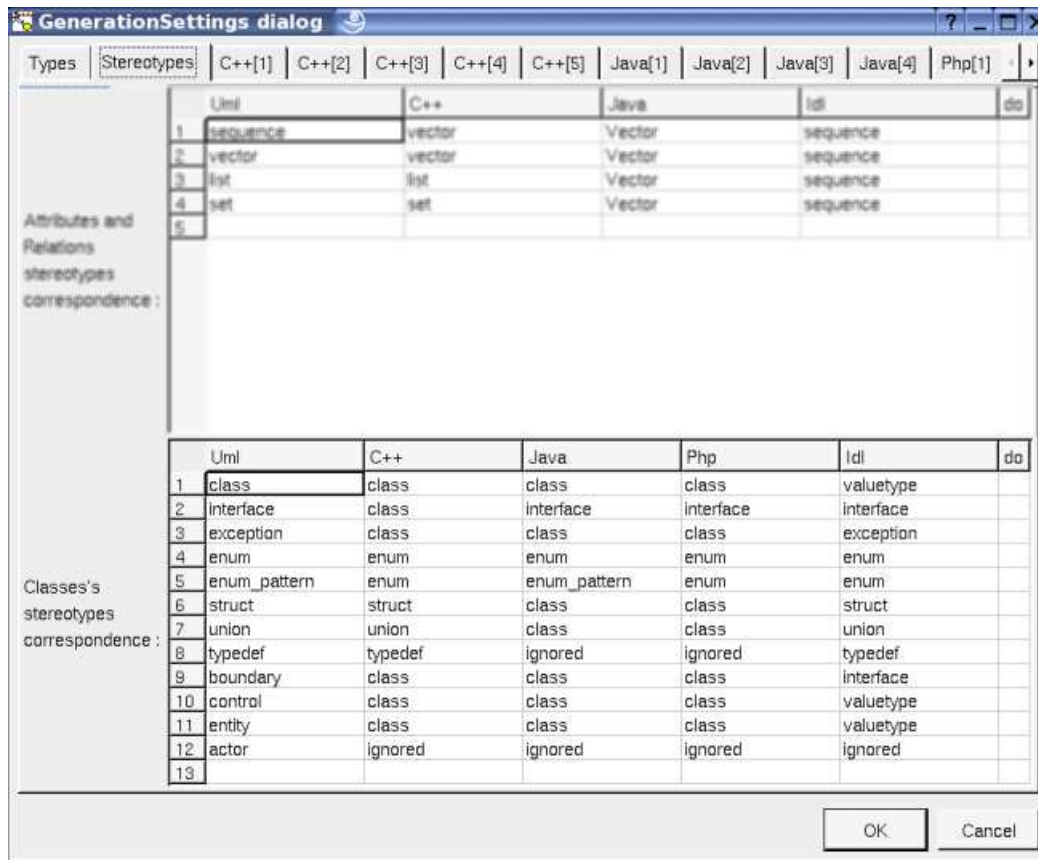 GenerationSettings dialog ? _ □ X
Types Stereotypes C++[1] C++[2] C++[3] C++[4] C++[5] Java[1] Java[2] Java[3] Java[4] Php[1]
Uml C++ Java Idl do
1 sequence vector Vector sequence
2 vector vector Vector sequence
3 list list Vector sequence
4 set set Vector sequence
5
Attributes and
Relations
stereotypes
correspondence :
Uml C++ Java Php Idl do
1 class class class class valuetype
2 interface class interface interface interface
3 exception class class class exception
4 enum enum enum enum enum
5 enum_pattern enum enum_pattern enum enum
6 struct struct class class struct
7 union union class class union
8 typedef typedef ignored ignored typedef
9 boundary class class class interface
10 control class class class valuetype
11 entity class class class valuetype
12 actor ignored ignored ignored ignored
13
Classes's
stereotypes
correspondence :
OK Cancel